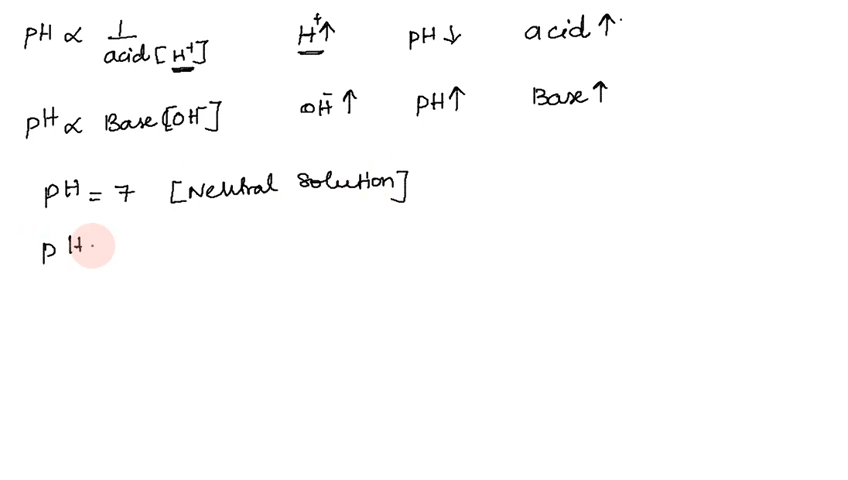 pH ∝ 1/acid[H⁺] H⁺↑ pH↓ acid↑
pH ∝ Base[OH⁻] OH⁻↑ pH↑ Base↑
pH = 7 [Neutral solution]
pH